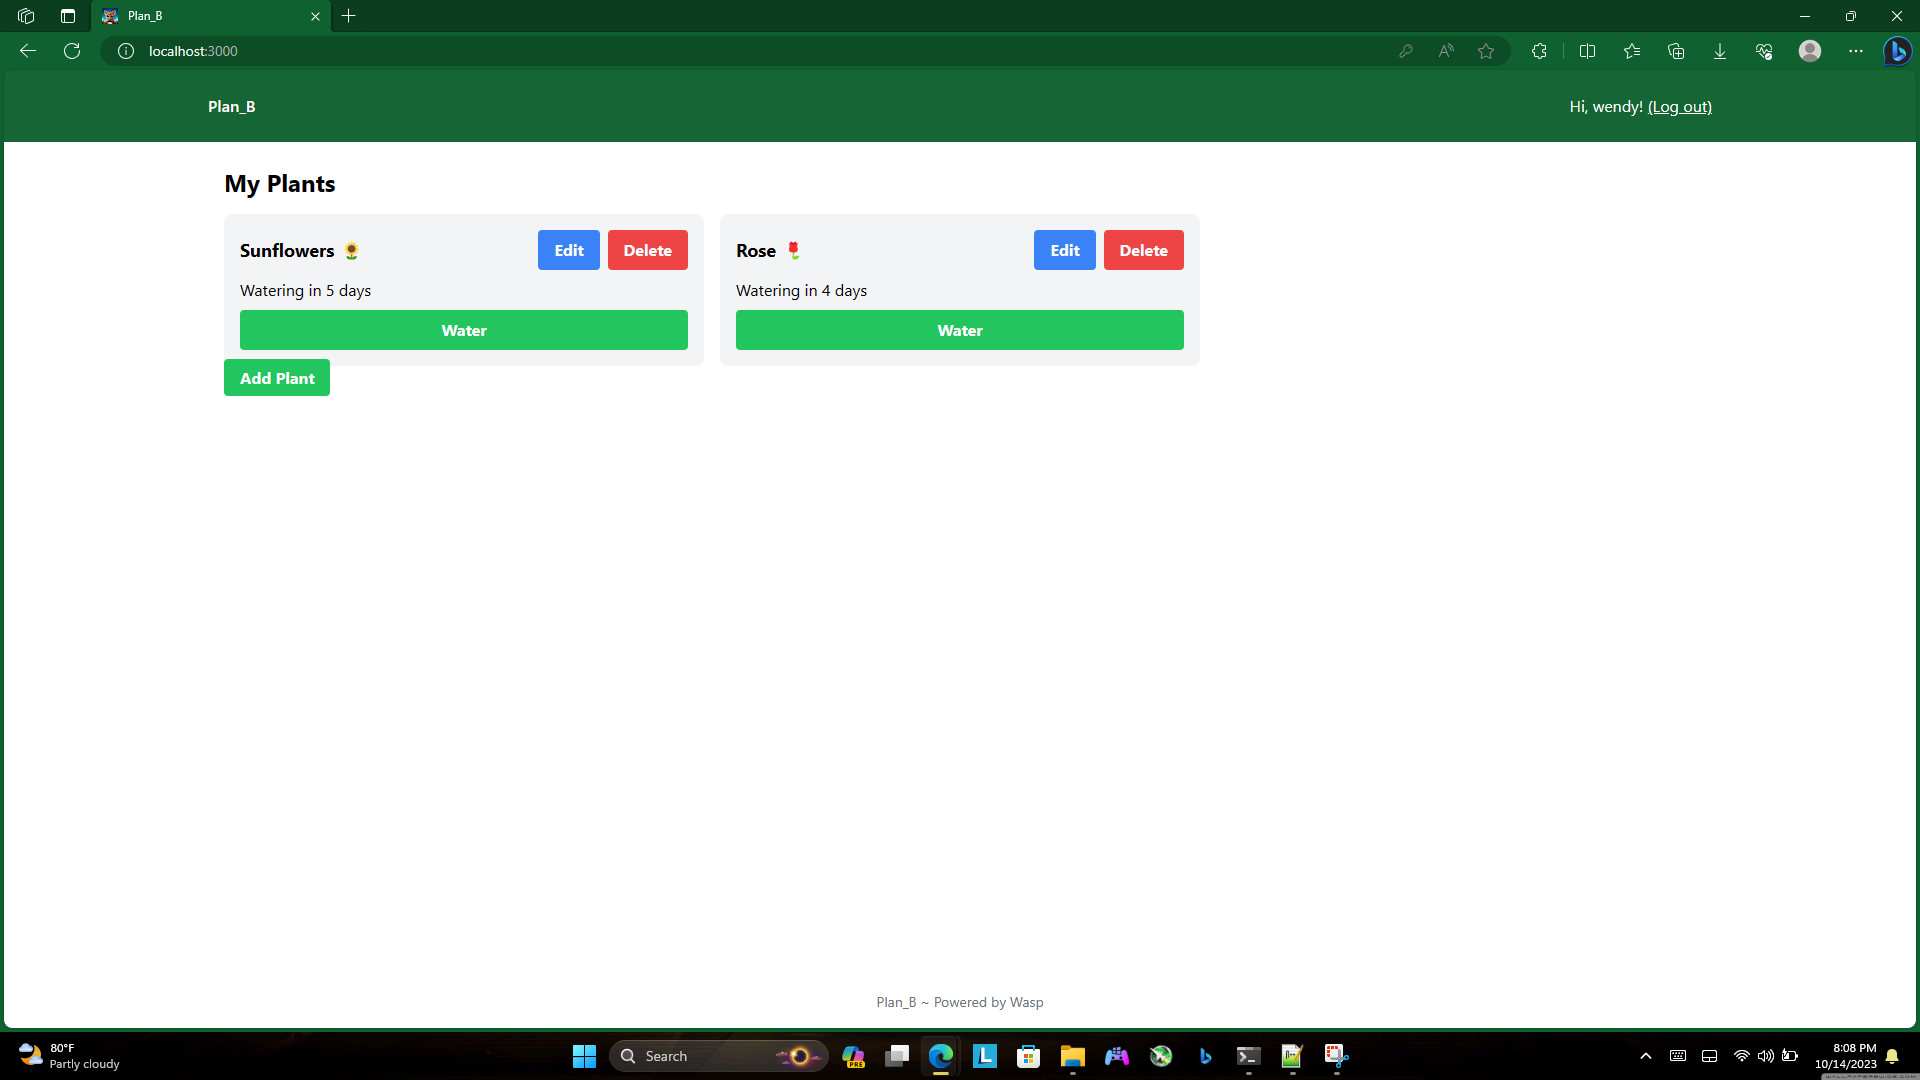 Plan_B
localhost:3000
Plan_B
Hi, wendy! (Log out)
My Plants
Sunflowers 🌻 Edit Delete
Watering in 5 days
Water
Rose 🌹 Edit Delete
Watering in 4 days
Water
Add Plant
Plan_B ~ Powered by Wasp
80°F
Partly cloudy
Search
PRE
8:08 PM
10/14/2023